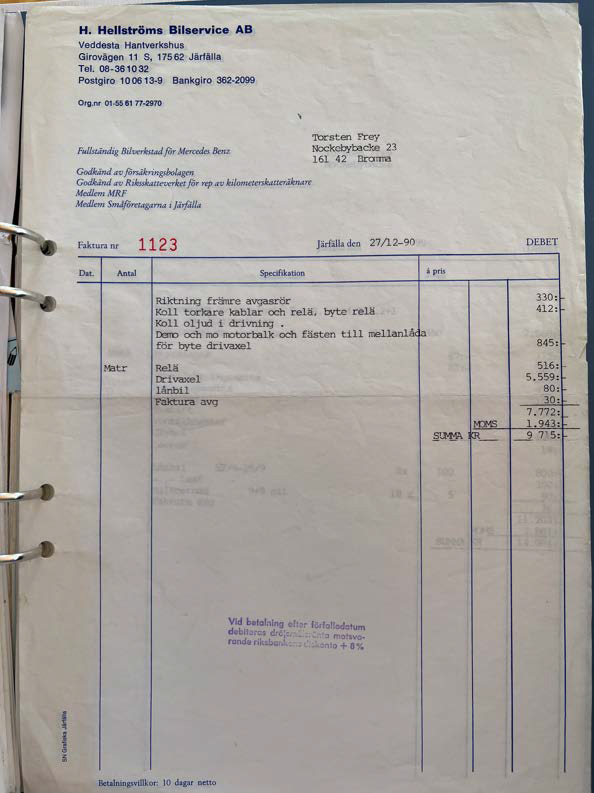 H. Hellströms Bilservice AB
Veddesta Hantverkshus
Girovägen 11 S, 175 62 Järfälla
Tel. 08-36 10 32
Postgiro 10 06 13-9 Bankgiro 362-2099
Org.nr 01-55 61 77-2970
Torsten Frey
Nockebybacke 23
161 42 Bromma
Fullständig Bilverkstad för Mercedes Benz
Godkänd av försäkringsbolagen
Godkänd av Riksskatteverket för rep av kilometerskatteräknare
Medlem MRF
Medlem Småföretagarna i Järfälla
Faktura nr 1123 Järfälla den 27/12-90 DEBET
Dat. Antal Specifikation á pris
Riktning främre avgasrör 330:-
Koll torkare kablar och relä, byte relä 412:-
Koll oljud i drivning .
Demo och mo motorbalk och fästen till mellanlåda
för byte drivaxel 845:-
Matr Relä 516:-
Drivaxel 5.559:-
lånbil 80:-
Faktura avg 30:-
7.772:-
MOMS 1.943:-
SUMMA KR 9 715:-
Vid betalning efter förfallodatum
debiteras dröjsmålsränta motsva-
rande riksbankens diskonto + 8%
SN Grafiska Järfälla
Betalningsvillkor: 10 dagar netto